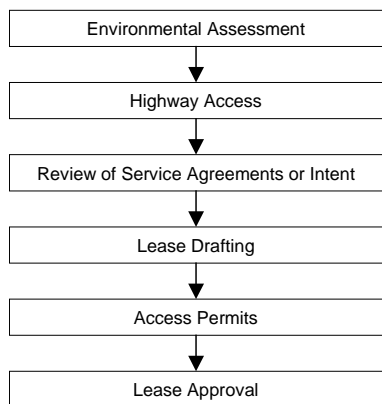 Environmental Assessment
Highway Access
Review of Service Agreements or Intent
Lease Drafting
Access Permits
Lease Approval